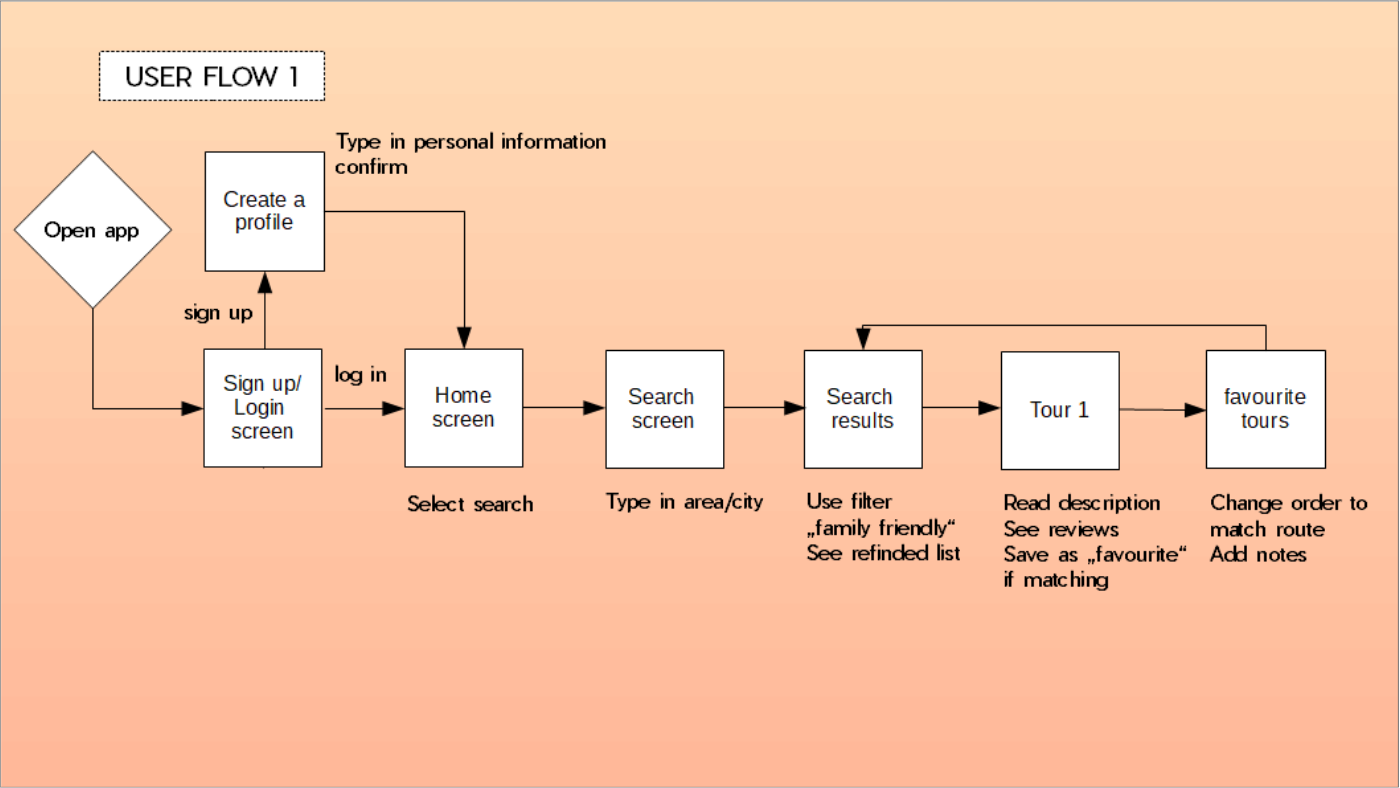 USER FLOW 1
Type in personal information
confirm
Create a
profile
Open app
sign up
Sign up/
Login
screen
log in
Home
screen
Search
screen
Search
results
Tour 1
favourite
tours
Select search
Type in area/city
Use filter
„family friendly“
See refinded list
Read description
See reviews
Save as „favourite“
if matching
Change order to
match route
Add notes